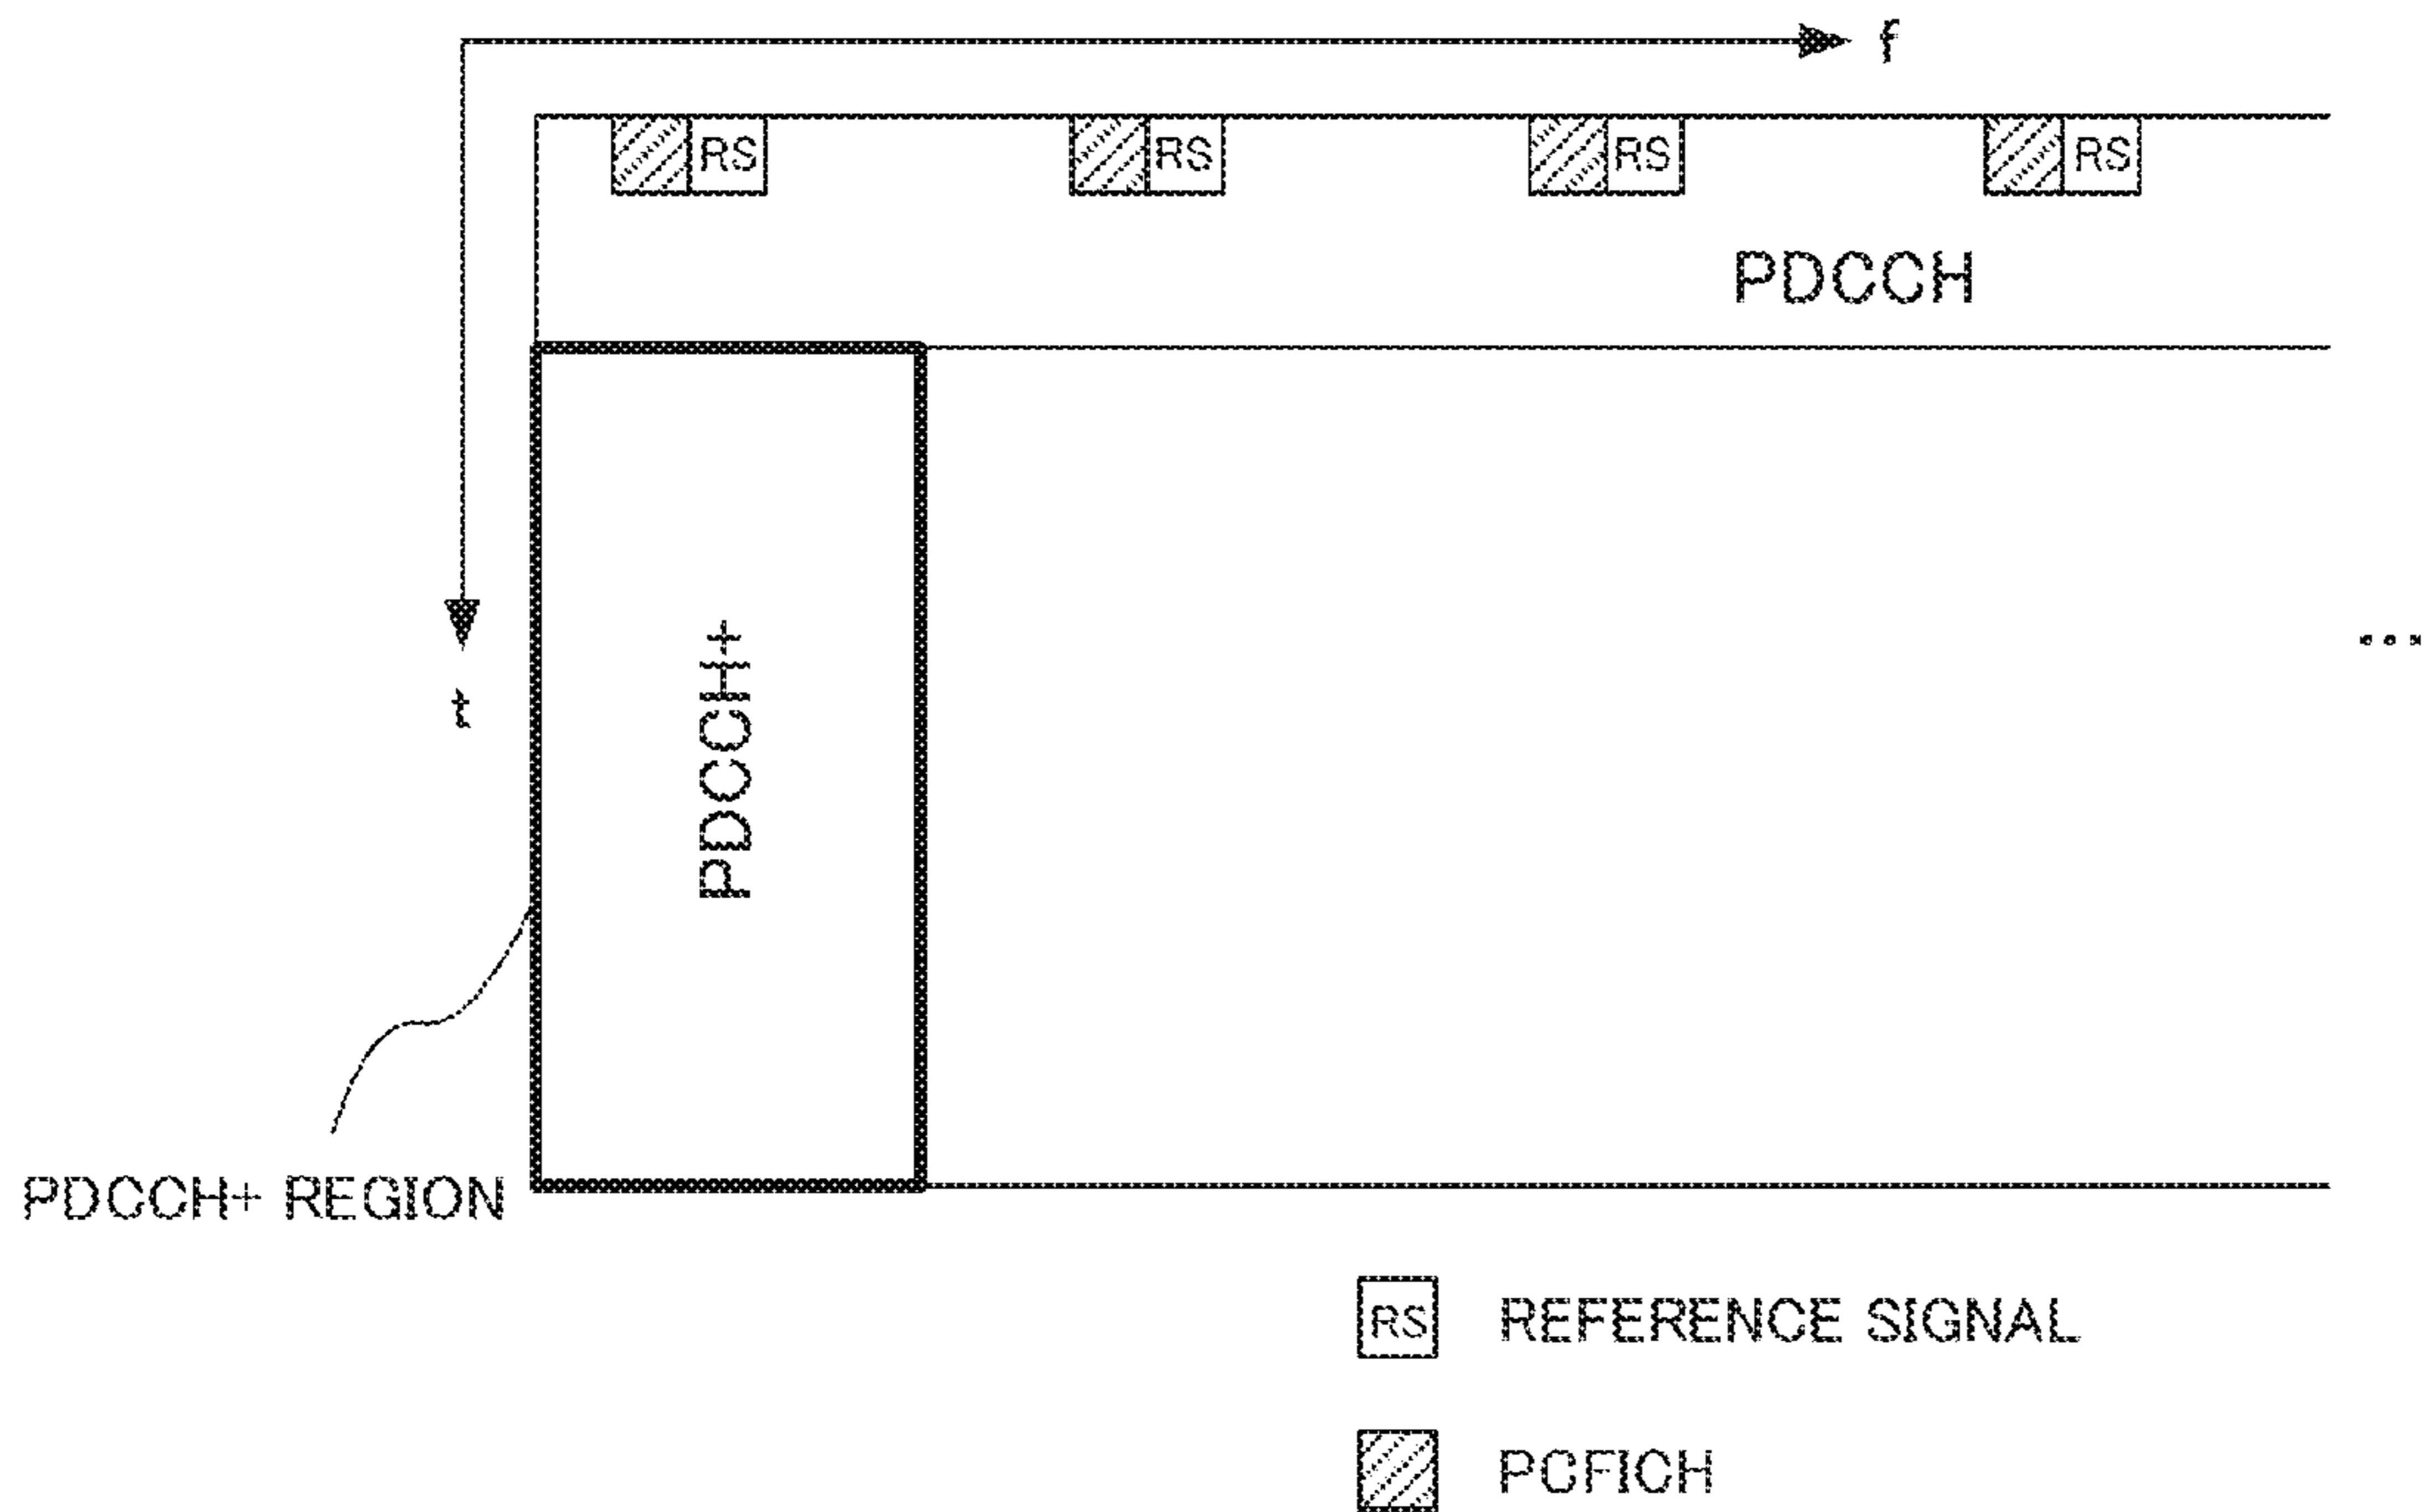 f
RS RS RS RS
PDCCH
...
t
PDCCH+
PDCCH+ REGION
RS REFERENCE SIGNAL
PCFICH